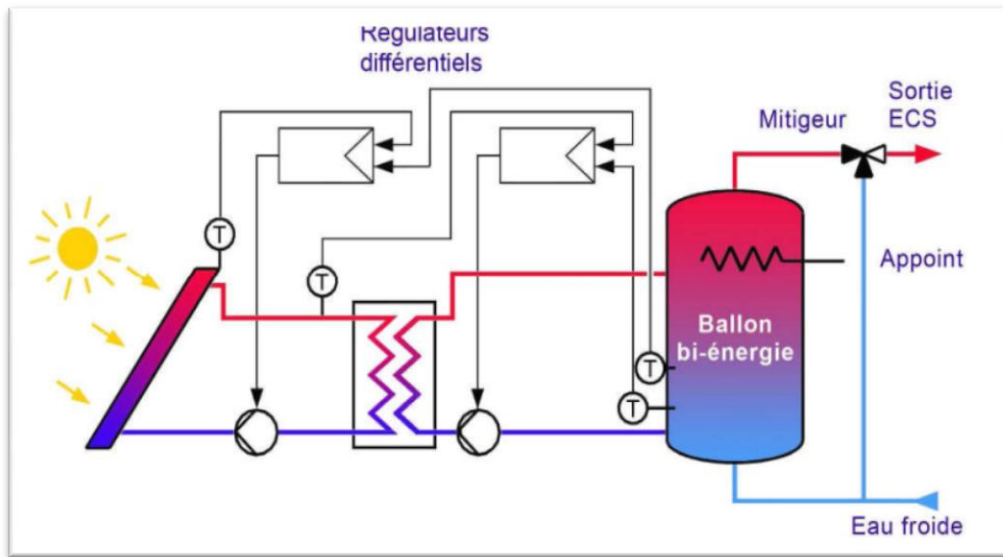 Régulateurs
différentiels
Sortie
ECS
Mitigeur
T
T
Appoint
Ballon
bi-énergie
T
T
Eau froide